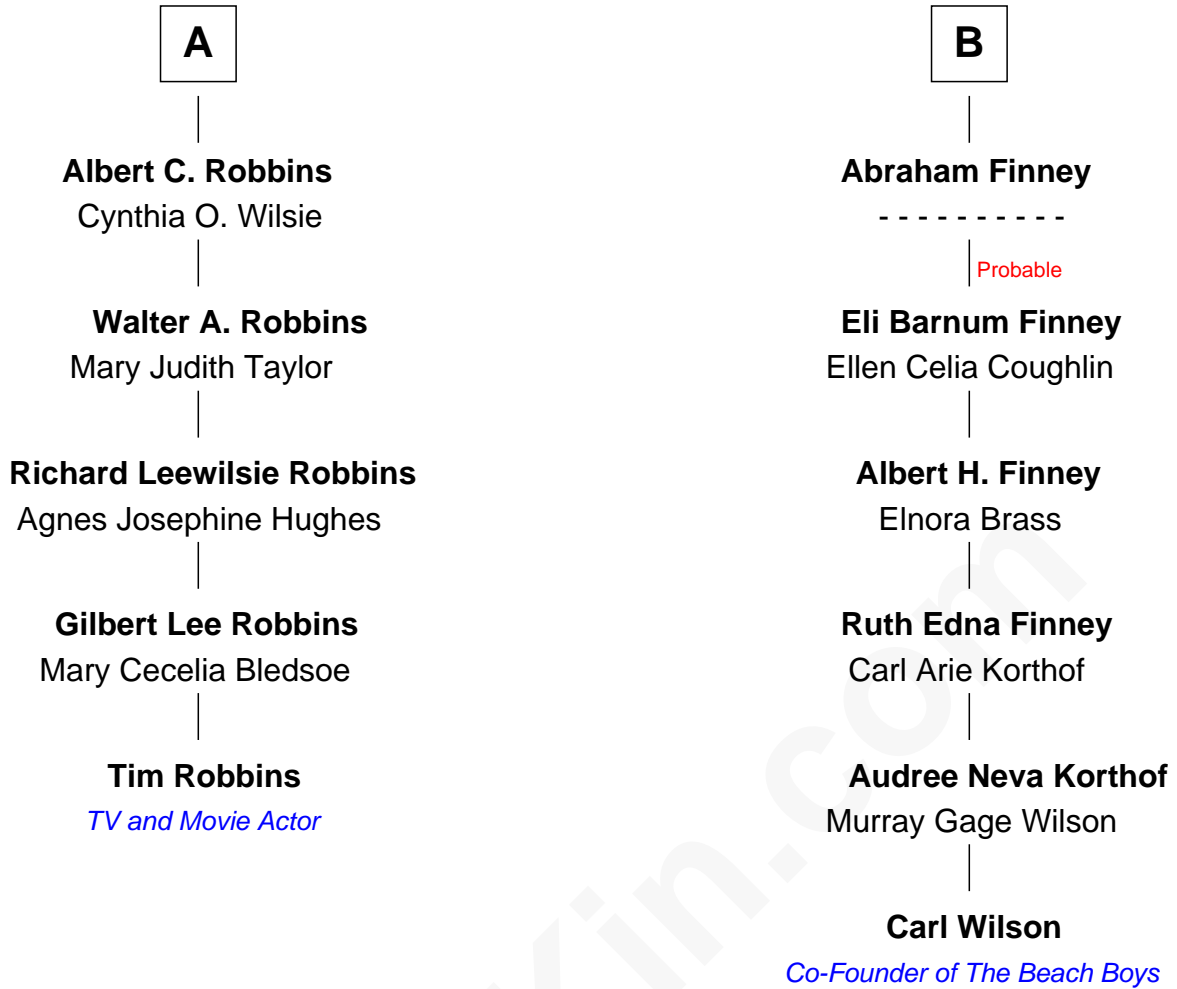 A
Albert C. Robbins
Cynthia O. Wilsie
Walter A. Robbins
Mary Judith Taylor
Richard Leewilsie Robbins
Agnes Josephine Hughes
Gilbert Lee Robbins
Mary Cecelia Bledsoe
Tim Robbins
TV and Movie Actor
B
Abraham Finney
- - - - - - - - - -
Probable
Eli Barnum Finney
Ellen Celia Coughlin
Albert H. Finney
Elnora Brass
Ruth Edna Finney
Carl Arie Korthof
Audree Neva Korthof
Murray Gage Wilson
Carl Wilson
Co-Founder of The Beach Boys
Kin.com